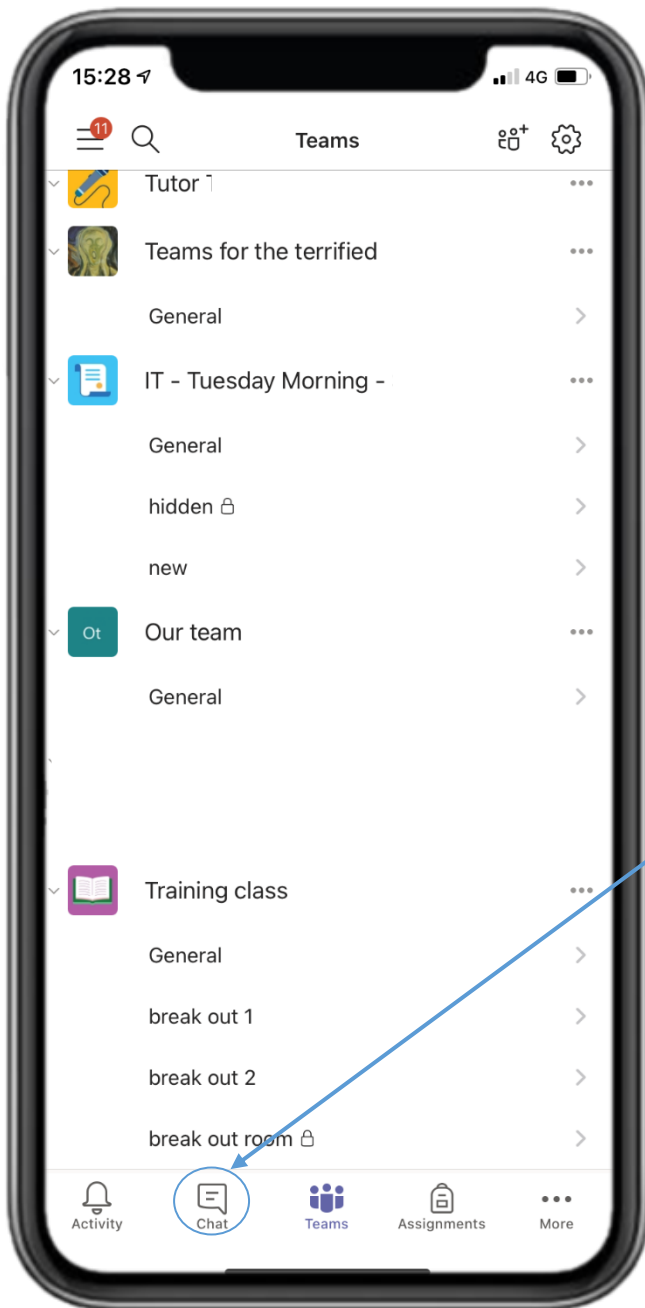 15:28 4G
11 Teams
Tutor
Teams for the terrified
General
IT - Tuesday Morning -
General
hidden
new
Ot Our team
General
Training class
General
break out 1
break out 2
break out room
Activity Chat Teams Assignments More